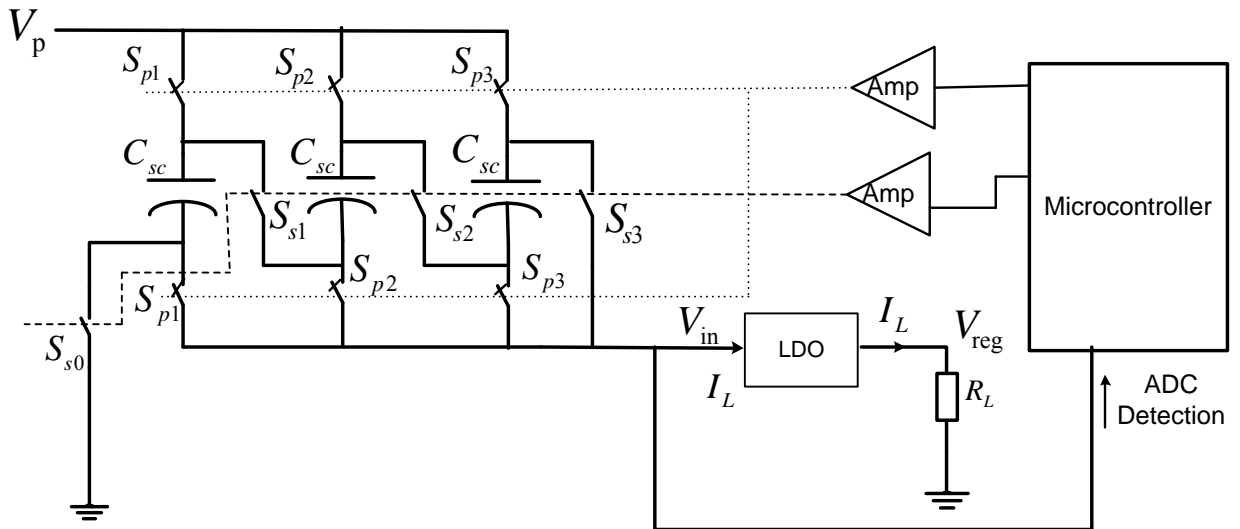 Vp
Sp1
Sp2
Sp3
Amp
Csc
Csc
Csc
Amp
Microcontroller
Ss1
Ss2
Ss3
Sp1
Sp2
Sp3
Ss0
Vin
IL
LDO
IL
Vreg
RL
ADC
Detection